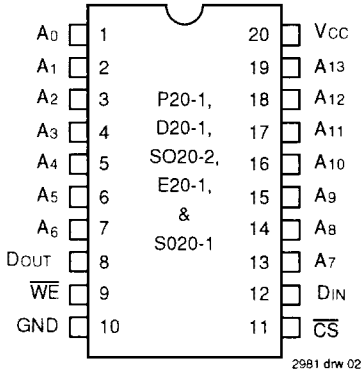 A0 1 20 VCC
A1 2 19 A13
A2 3 P20-1, 18 A12
A3 4 D20-1, 17 A11
A4 5 SO20-2, 16 A10
A5 6 E20-1, 15 A9
A6 7 & 14 A8
DOUT 8 S020-1 13 A7
WE 9 12 DIN
GND 10 11 CS
2981 drw 02